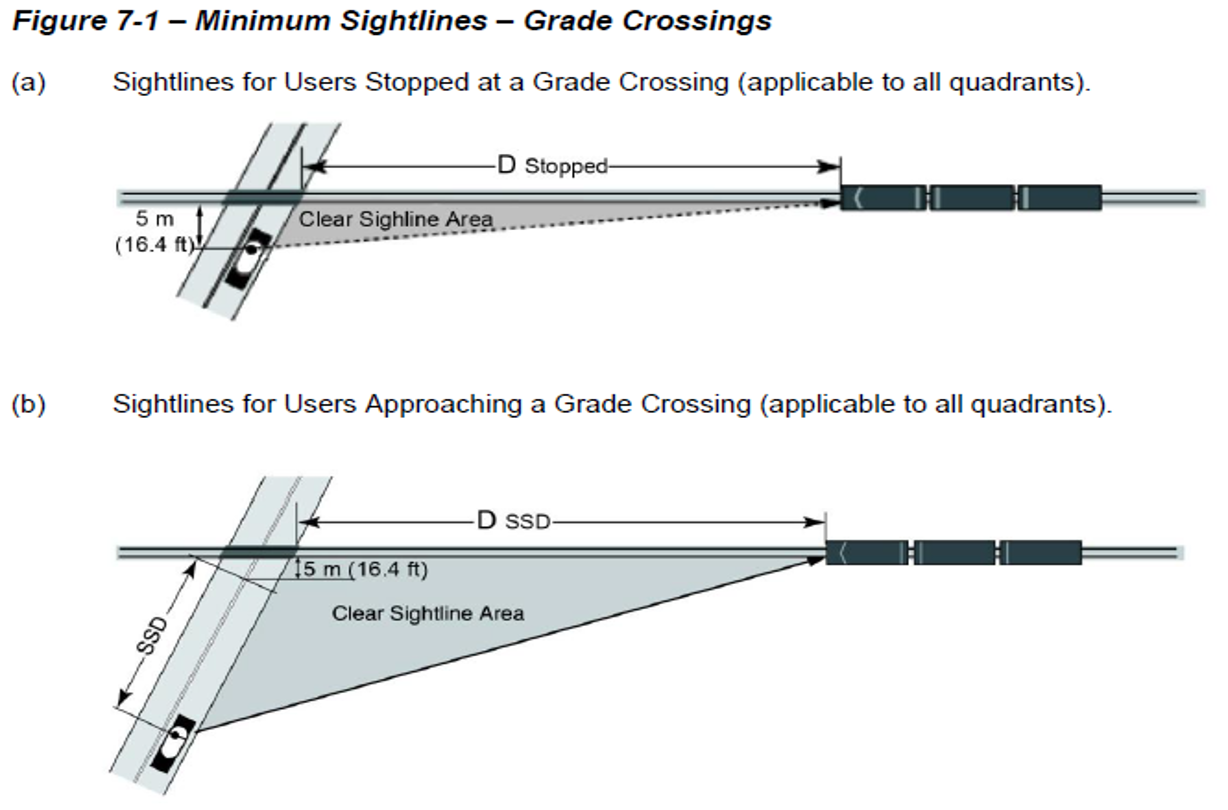 Figure 7-1 – Minimum Sightlines – Grade Crossings
(a) Sightlines for Users Stopped at a Grade Crossing (applicable to all quadrants).
D Stopped
5 m
(16.4 ft)
Clear Sighline Area
(b) Sightlines for Users Approaching a Grade Crossing (applicable to all quadrants).
D SSD
5 m (16.4 ft)
Clear Sightline Area
SSD